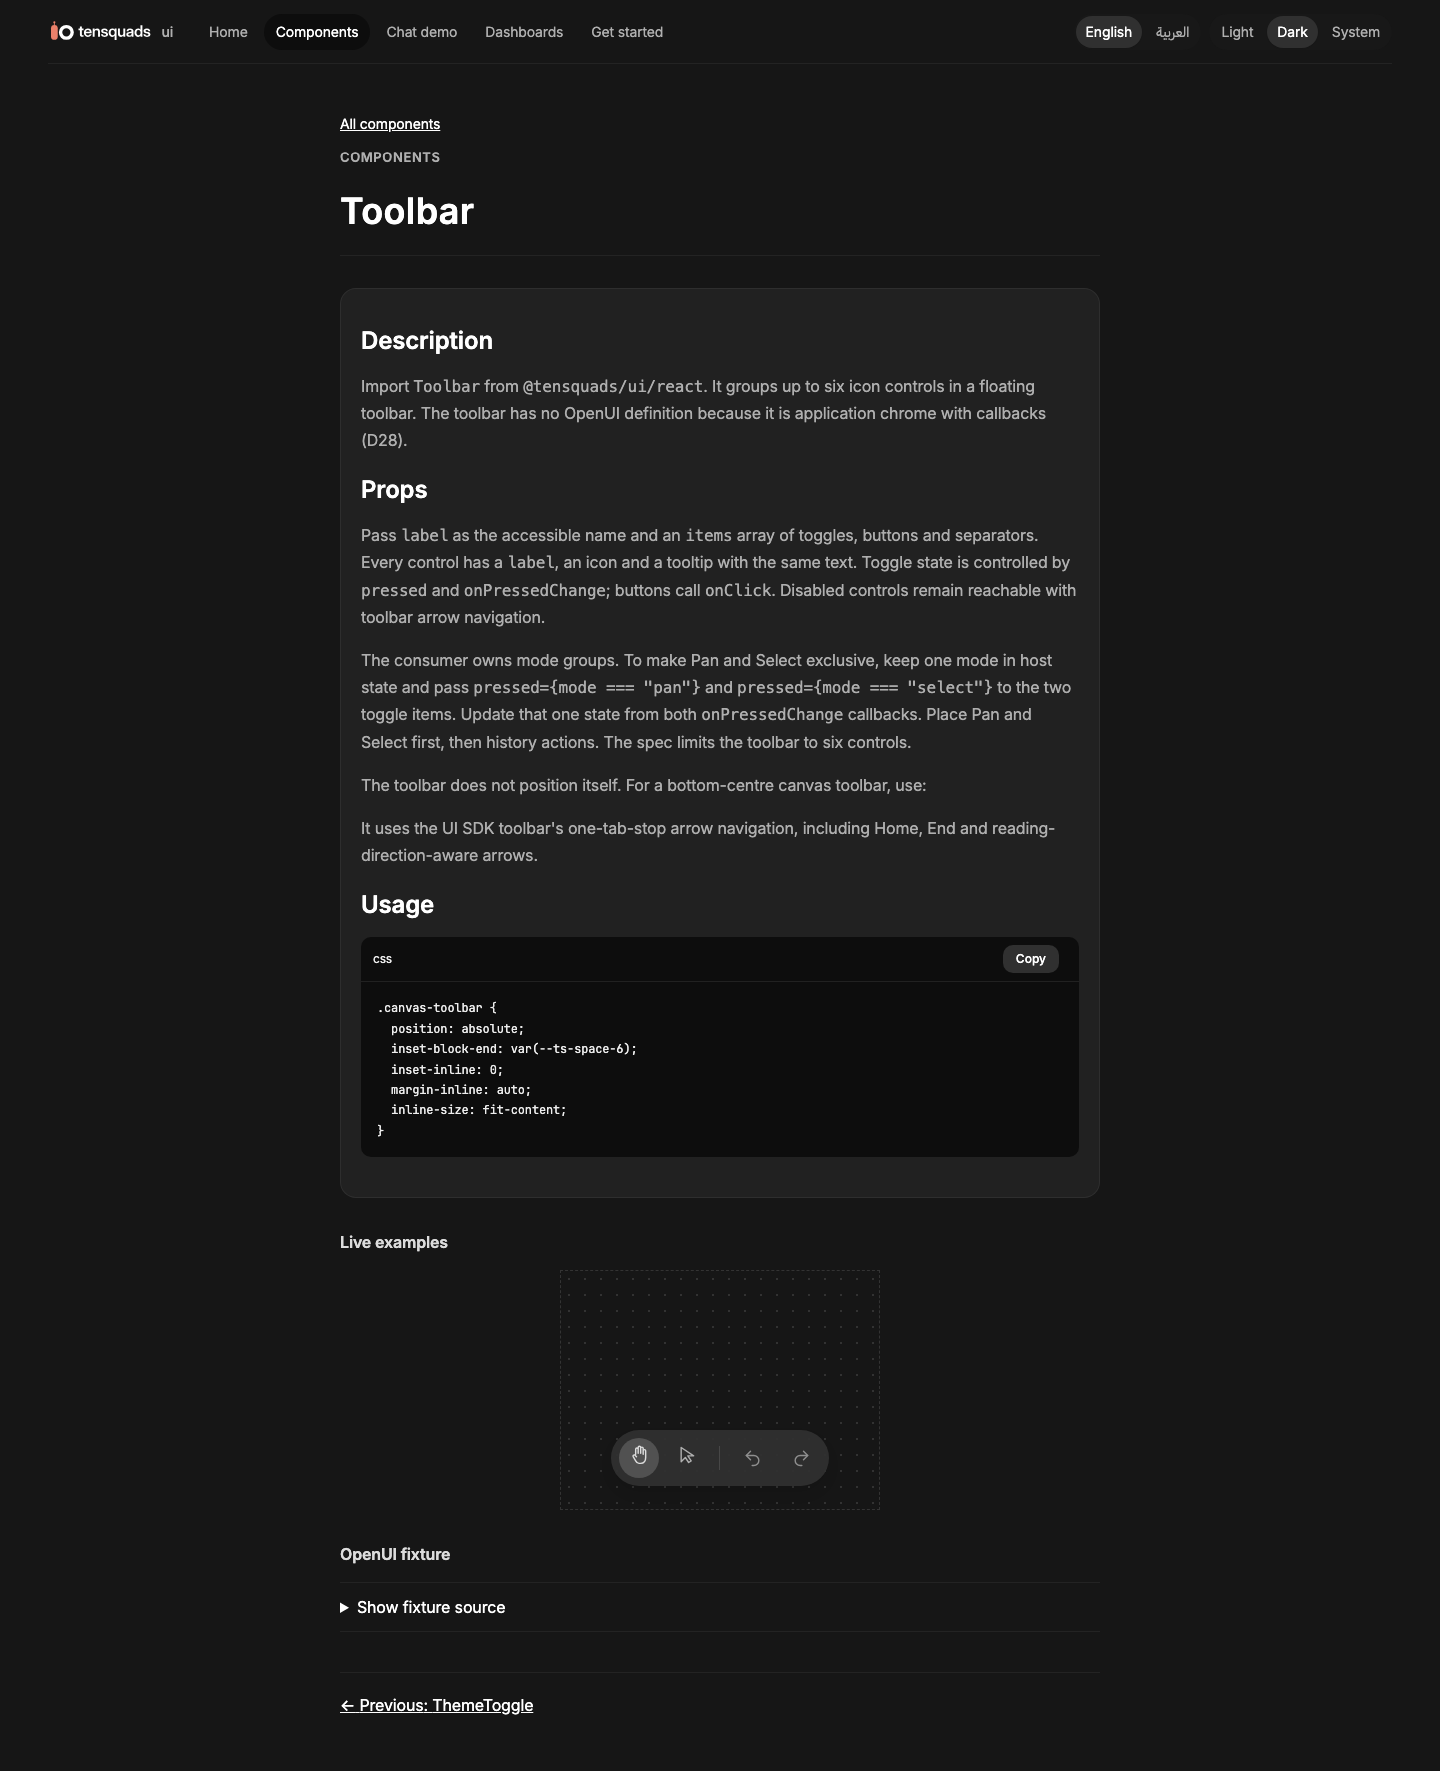 tensquads ui Home Components Chat demo Dashboards Get started English العربية Light Dark System
All components
COMPONENTS
Toolbar
Description
Import Toolbar from @tensquads/ui/react. It groups up to six icon controls in a floating
toolbar. The toolbar has no OpenUI definition because it is application chrome with callbacks
(D28).
Props
Pass label as the accessible name and an items array of toggles, buttons and separators.
Every control has a label, an icon and a tooltip with the same text. Toggle state is controlled by
pressed and onPressedChange; buttons call onClick. Disabled controls remain reachable with
toolbar arrow navigation.
The consumer owns mode groups. To make Pan and Select exclusive, keep one mode in host
state and pass pressed={mode === "pan"} and pressed={mode === "select"} to the two
toggle items. Update that one state from both onPressedChange callbacks. Place Pan and
Select first, then history actions. The spec limits the toolbar to six controls.
The toolbar does not position itself. For a bottom-centre canvas toolbar, use:
It uses the UI SDK toolbar's one-tab-stop arrow navigation, including Home, End and reading-
direction-aware arrows.
Usage
css Copy
.canvas-toolbar {
  position: absolute;
  inset-block-end: var(--ts-space-6);
  inset-inline: 0;
  margin-inline: auto;
  inline-size: fit-content;
}
Live examples
OpenUI fixture
▶ Show fixture source
← Previous: ThemeToggle